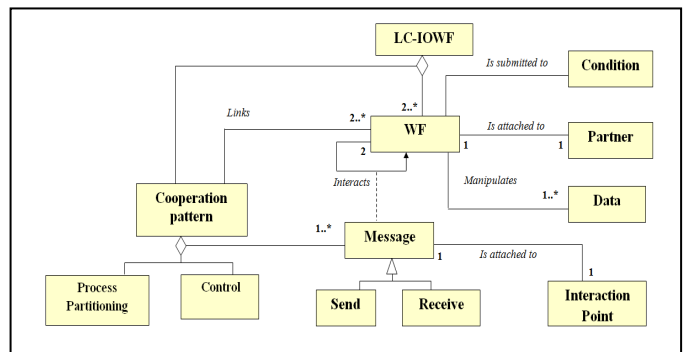 LC-IOWF
Is submitted to
Condition
Links
2..*
2..*
WF
Is attached to
Partner
2
1
1
Interacts
Manipulates
Cooperation
pattern
1..*
Data
1..*
Message
1
Is attached to
Process
Partitioning
Control
1
Send
Receive
Interaction
Point